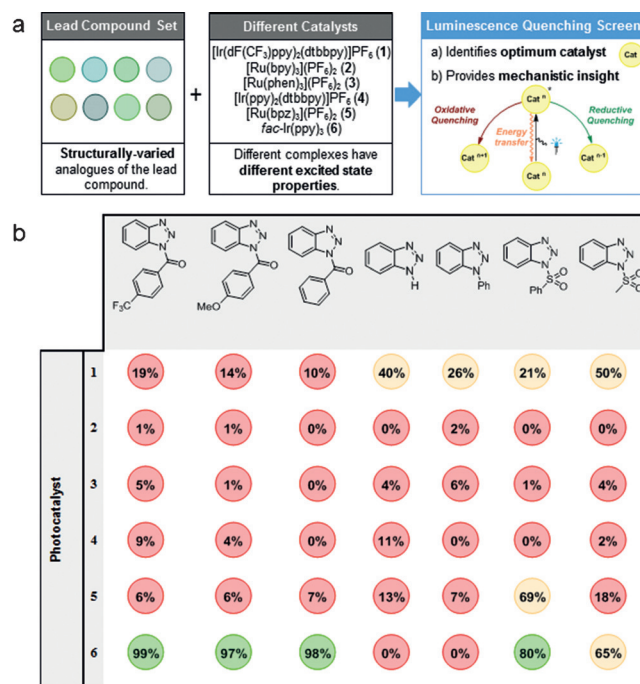 a
Lead Compound Set
Structurally-varied
analogues of the lead
compound.
+
Different Catalysts
[Ir(dF(CF3)ppy)2(dtbbpy)]PF6 (1)
[Ru(bpy)3](PF6)2 (2)
[Ru(phen)3](PF6)2 (3)
[Ir(ppy)2(dtbbpy)]PF6 (4)
[Ru(bpz)3](PF6)2 (5)
fac-Ir(ppy)3 (6)
Different complexes have
different excited state
properties.
Luminescence Quenching Screen
a) Identifies optimum catalyst Cat
b) Provides mechanistic insight
Cat n *
Oxidative
Quenching
Energy
transfer
Reductive
Quenching
Cat n+1
Cat n-1
Cat n
b
N N N O F3C
N N N O MeO
N N N O
N N N H
N N N Ph
N N N S O O Ph
N N N S O O
Photocatalyst
1 19% 14% 10% 40% 26% 21% 50%
2 1% 1% 0% 0% 2% 0% 0%
3 5% 1% 0% 4% 6% 1% 4%
4 9% 4% 0% 11% 0% 0% 2%
5 6% 6% 7% 13% 7% 69% 18%
6 99% 97% 98% 0% 0% 80% 65%